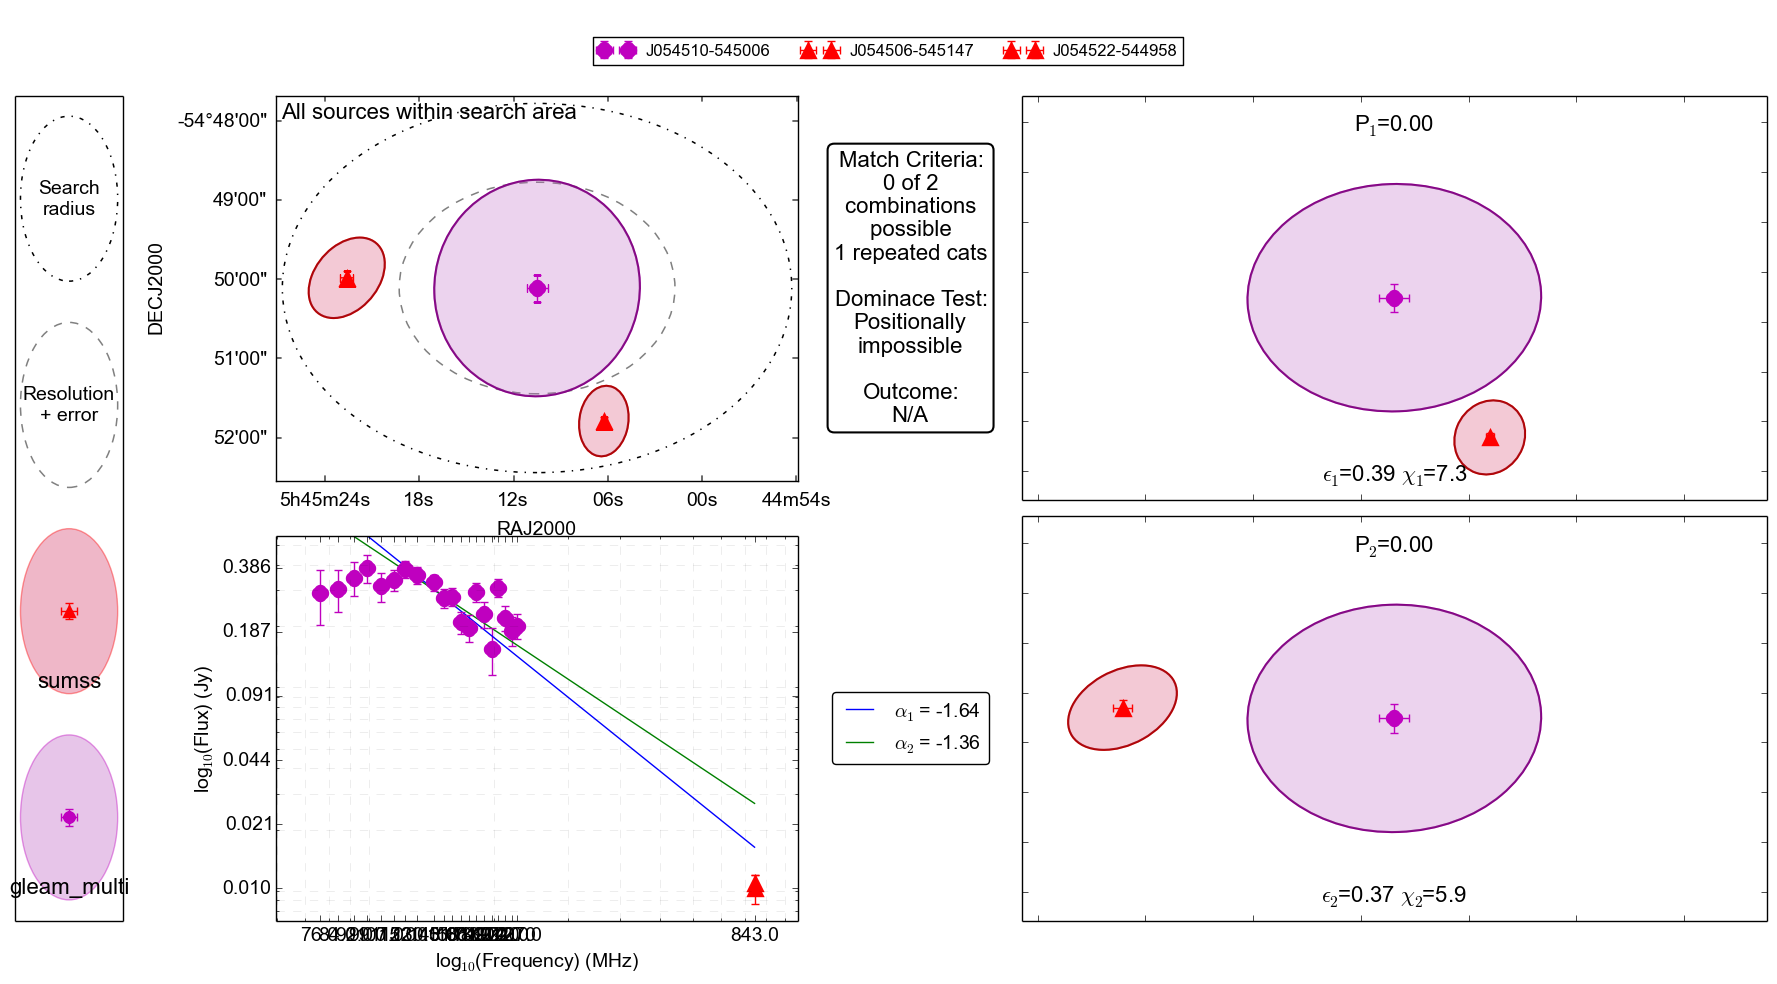 J054510-545006 J054506-545147 J054522-544958
Search
radius
Resolution
+ error
sumss
gleam_multi
All sources within search area
DECJ2000
-54°48'00"
49'00"
50'00"
51'00"
52'00"
5h45m24s 18s 12s 06s 00s 44m54s
RAJ2000
Match Criteria:
0 of 2
combinations
possible
1 repeated cats
Dominace Test:
Positionally
impossible
Outcome:
N/A
P1=0.00
ϵ1=0.39 χ1=7.3
P2=0.00
ϵ2=0.37 χ2=5.9
log10(Flux) (Jy)
0.386
0.187
0.091
0.044
0.021
0.010
843.0
log10(Frequency) (MHz)
α1 = -1.64
α2 = -1.36